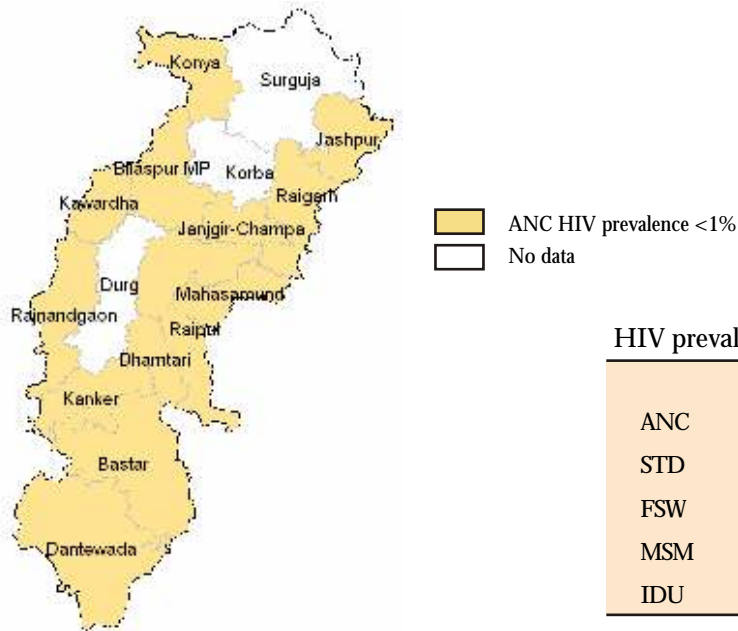 Konya
Surguja
Jashpur
Bilaspur MP
Korba
Raigarh
Kawardha
Janjgir-Champa
Durg
Mahasamund
Rajnandgaon
Raipur
Dhamtari
Kanker
Bastar
Dantewada
ANC HIV prevalence <1%
No data
HIV preval
ANC
STD
FSW
MSM
IDU